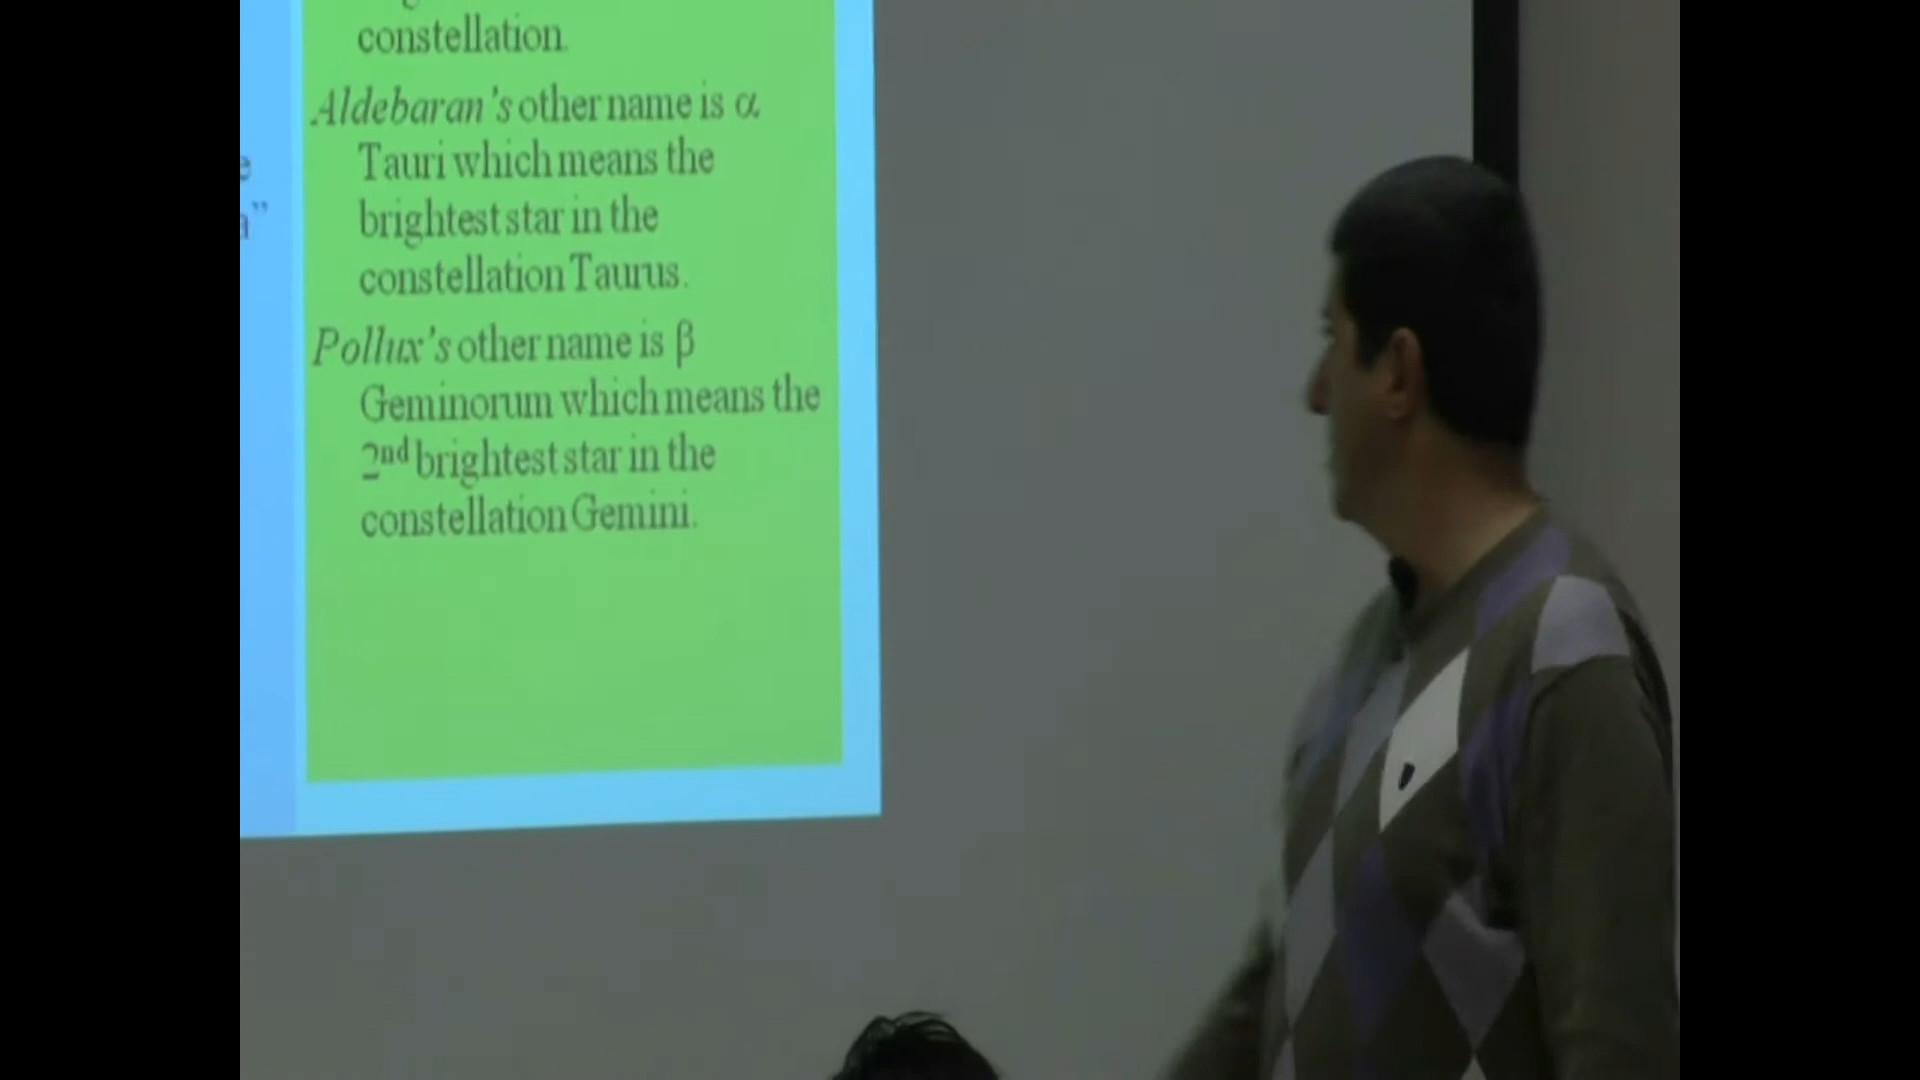 constellation.
Aldebaran's other name is α
Tauri which means the
brightest star in the
constellation Taurus.
Pollux's other name is β
Geminorum which means the
2nd brightest star in the
constellation Gemini.